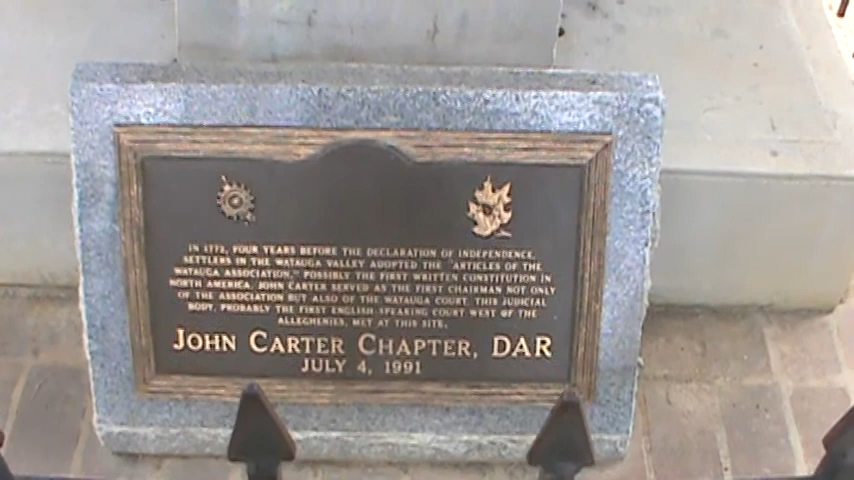 IN 1772, FOUR YEARS BEFORE THE DECLARATION OF INDEPENDENCE,
SETTLERS IN THE WATAUGA VALLEY ADOPTED THE "ARTICLES OF THE
WATAUGA ASSOCIATION," POSSIBLY THE FIRST WRITTEN CONSTITUTION IN
NORTH AMERICA. JOHN CARTER SERVED AS THE FIRST CHAIRMAN NOT ONLY
OF THE ASSOCIATION BUT ALSO OF THE WATAUGA COURT. THIS JUDICIAL
BODY, PROBABLY THE FIRST ENGLISH SPEAKING COURT WEST OF THE
ALLEGHENIES, MET AT THIS SITE.
JOHN CARTER CHAPTER, DAR
JULY 4, 1991